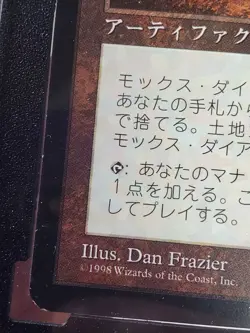 アーティファク
モックス・ダイ
あなたの手札か
で捨てる。土地
モックス・ダイア
: あなたのマナ
1点を加える。こ
してプレイする。
Illus. Dan Frazier
©1998 Wizards of the Coast, Inc.